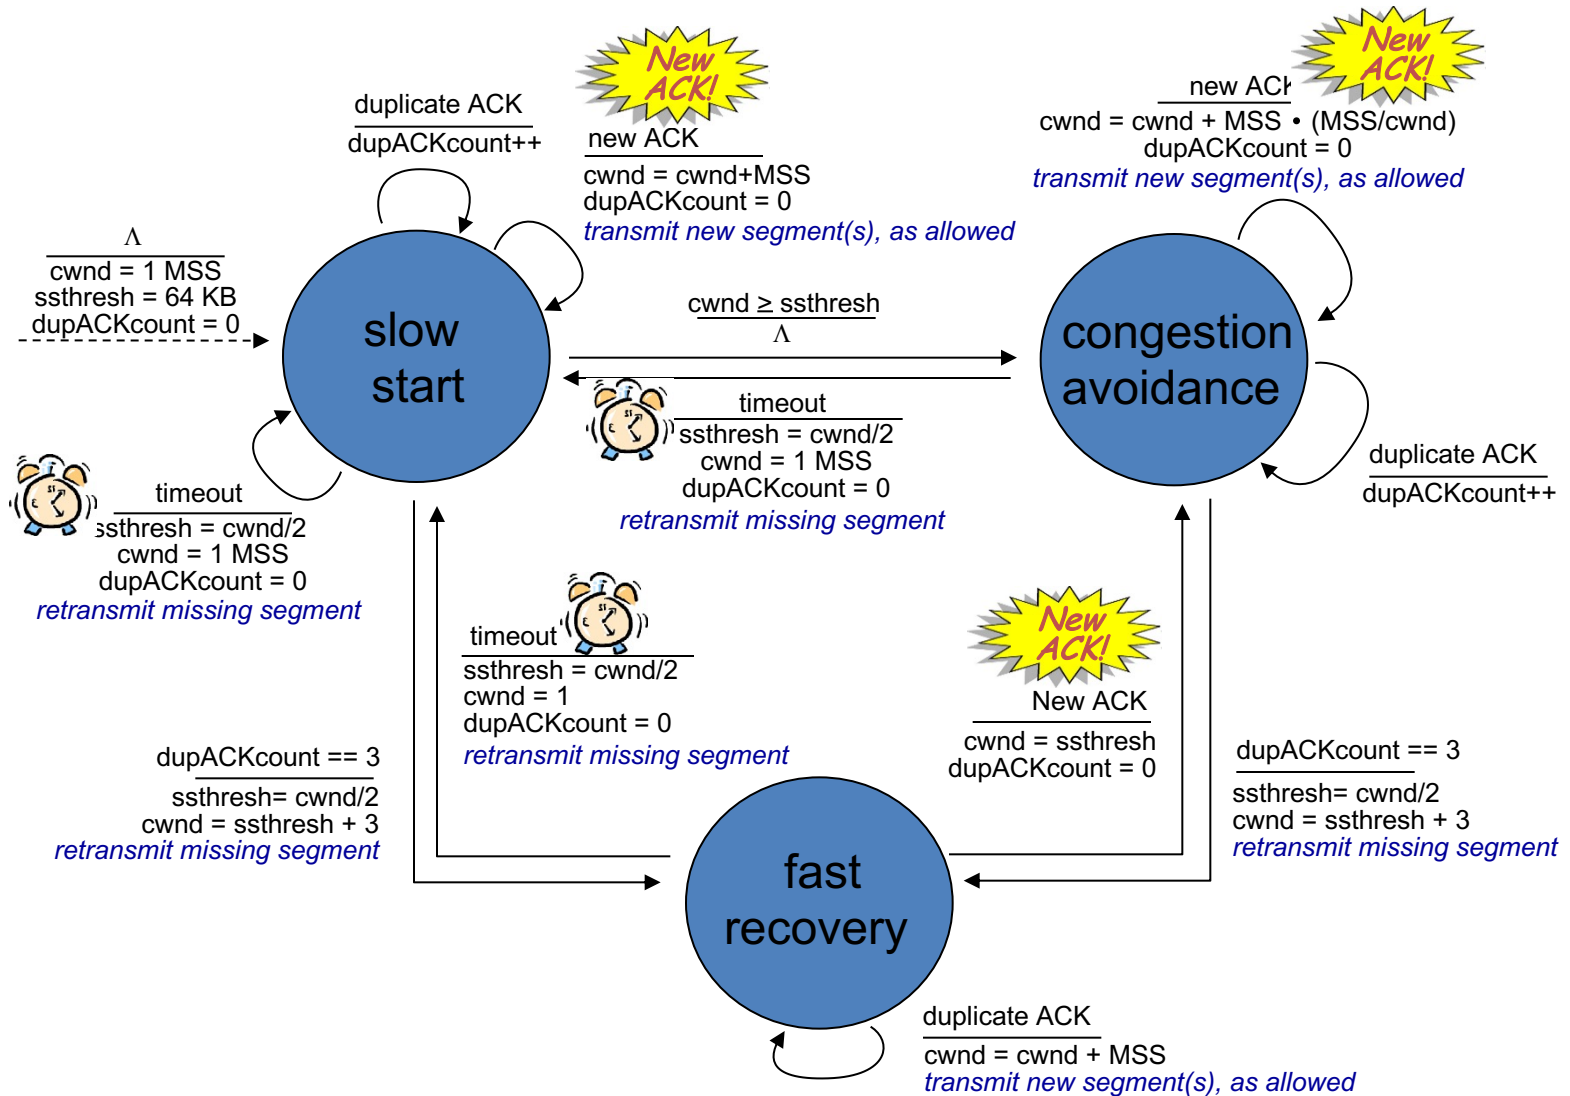 New
ACK!
duplicate ACK
dupACKcount++
new ACK
cwnd = cwnd+MSS
dupACKcount = 0
transmit new segment(s), as allowed
New
ACK!
new ACK
cwnd = cwnd + MSS • (MSS/cwnd)
dupACKcount = 0
transmit new segment(s), as allowed
Λ
cwnd = 1 MSS
ssthresh = 64 KB
dupACKcount = 0
slow
start
cwnd ≥ ssthresh
Λ
congestion
avoidance
timeout
ssthresh = cwnd/2
cwnd = 1 MSS
dupACKcount = 0
retransmit missing segment
duplicate ACK
dupACKcount++
timeout
ssthresh = cwnd/2
cwnd = 1 MSS
dupACKcount = 0
retransmit missing segment
timeout
ssthresh = cwnd/2
cwnd = 1
dupACKcount = 0
retransmit missing segment
New
ACK!
New ACK
cwnd = ssthresh
dupACKcount = 0
dupACKcount == 3
ssthresh= cwnd/2
cwnd = ssthresh + 3
retransmit missing segment
dupACKcount == 3
ssthresh= cwnd/2
cwnd = ssthresh + 3
retransmit missing segment
fast
recovery
duplicate ACK
cwnd = cwnd + MSS
transmit new segment(s), as allowed